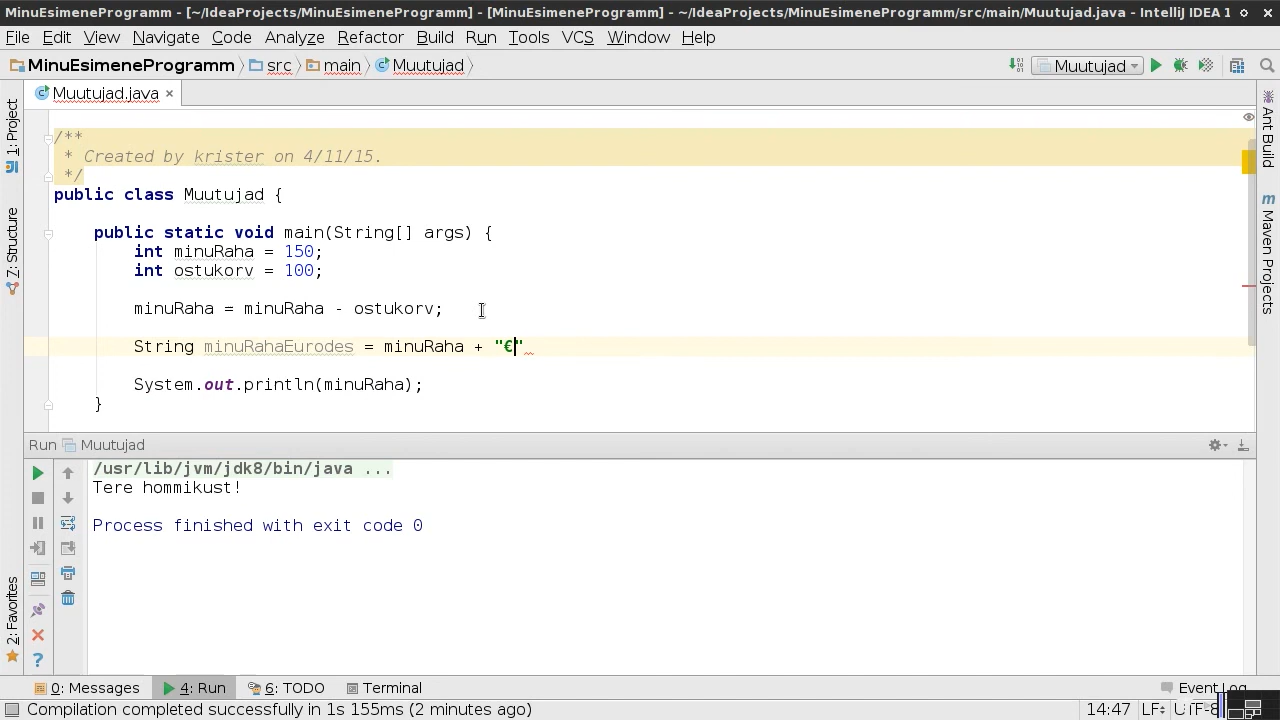 MinuEsimeneProgramm - [~/IdeaProjects/MinuEsimeneProgramm] - [MinuEsimeneProgramm] - ~/IdeaProjects/MinuEsimeneProgramm/src/main/Muutujad.java - IntelliJ IDEA 1
File Edit View Navigate Code Analyze Refactor Build Run Tools VCS Window Help
MinuEsimeneProgramm src main Muutujad Muutujad
Muutujad.java
1: Project
Z: Structure
2: Favorites
Ant Build
Maven Projects
/**
 * Created by krister on 4/11/15.
 */
public class Muutujad {
public static void main(String[] args) {
int minuRaha = 150;
int ostukorv = 100;
minuRaha = minuRaha - ostukorv;
String minuRahaEurodes = minuRaha + "€"
System.out.println(minuRaha);
}
Run Muutujad
/usr/lib/jvm/jdk8/bin/java ...
Tere hommikust!
Process finished with exit code 0
0: Messages 4: Run 6: TODO Terminal Event Log
Compilation completed successfully in 1s 155ms (2 minutes ago) 14:47 LF